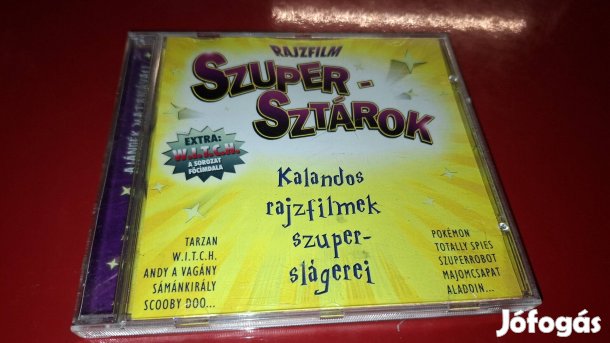 RAJZFILM
SZUPER-
SZTÁROK
EXTRA:
W.I.T.C.H.
A SOROZAT
FŐCÍMDALA
Kalandos
rajzfilmek
szuper-
slágerei
TARZAN
W.I.T.C.H.
ANDY A VAGÁNY
SÁMÁNKIRÁLY
SCOOBY DOO...
POKÉMON
TOTALLY SPIES
SZUPERROBOT
MAJOMCSAPAT
ALADDIN...
Jófogás